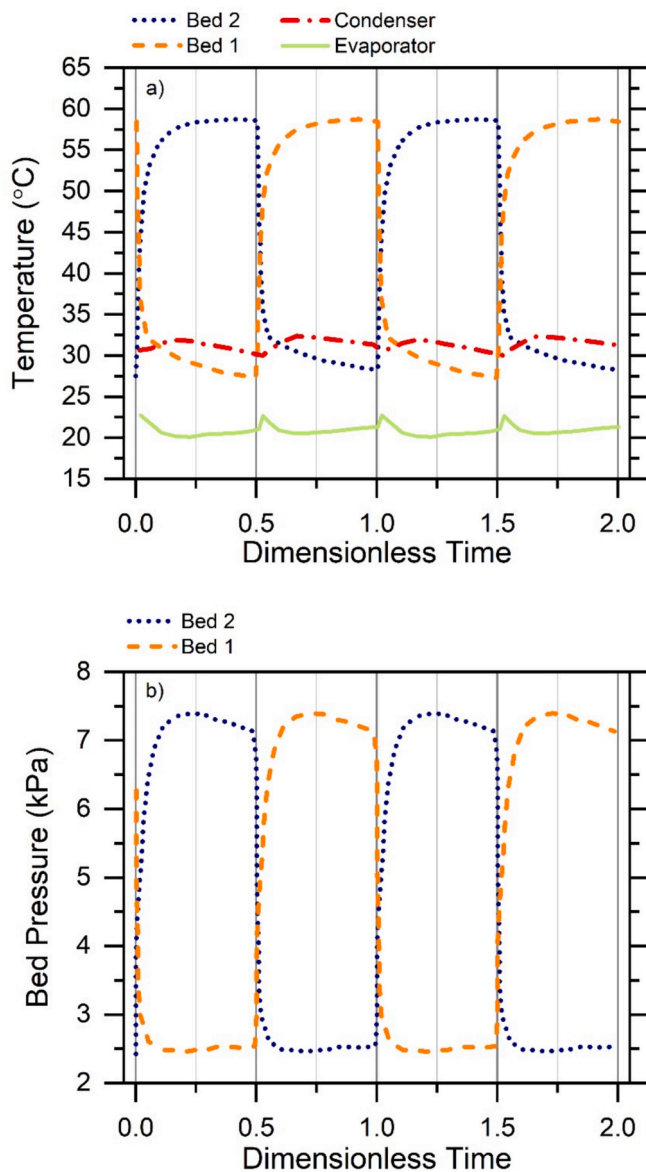 Bed 2 Condenser
Bed 1 Evaporator
a)
65
60
55
50
45
40
35
30
25
20
15
Temperature (°C)
0.0 0.5 1.0 1.5 2.0
Dimensionless Time
Bed 2
Bed 1
b)
8
7
6
5
4
3
2
Bed Pressure (kPa)
0.0 0.5 1.0 1.5 2.0
Dimensionless Time